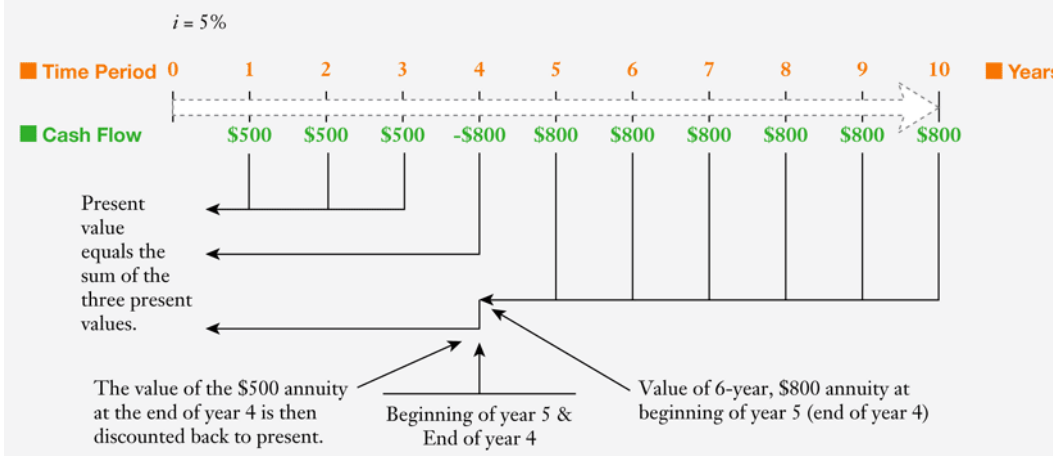 i = 5%
Time Period 0 1 2 3 4 5 6 7 8 9 10 Years
Cash Flow $500 $500 $500 -$800 $800 $800 $800 $800 $800 $800
Present
value
equals the
sum of the
three present
values.
The value of the $500 annuity
at the end of year 4 is then
discounted back to present.
Beginning of year 5 &
End of year 4
Value of 6-year, $800 annuity at
beginning of year 5 (end of year 4)